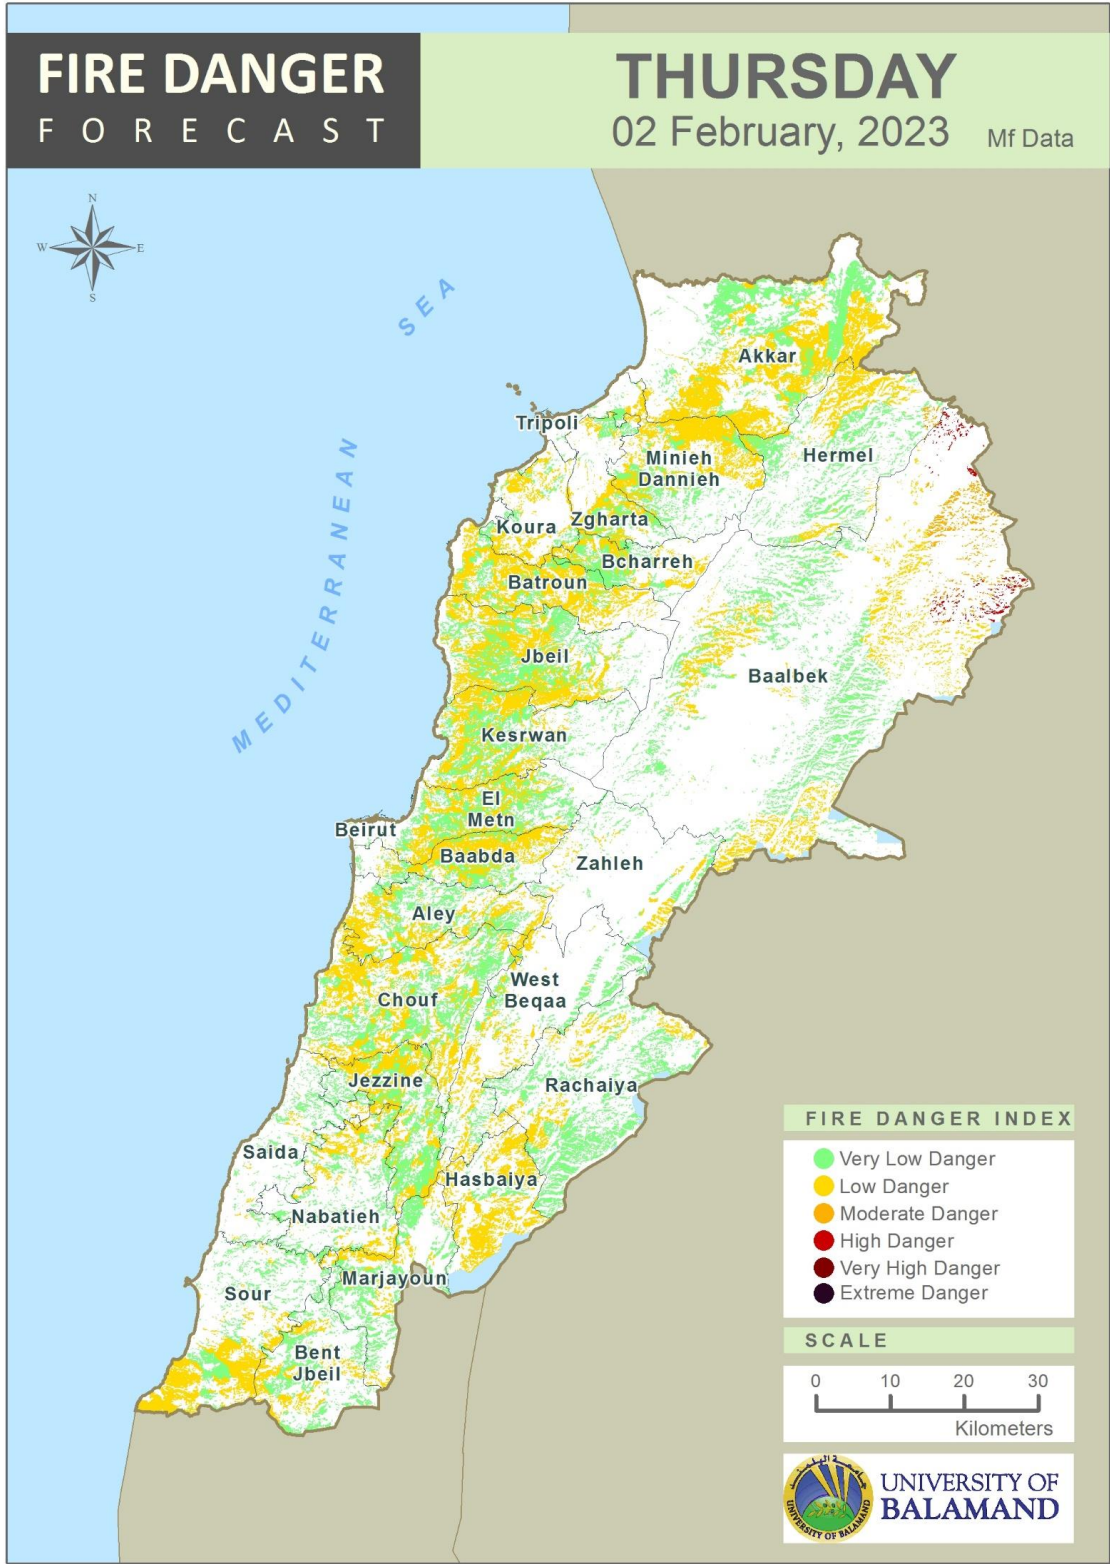 FIRE DANGER
FORECAST
THURSDAY
02 February, 2023
Mf Data
N
W
E
S
MEDITERRANEAN SEA
Akkar
Tripoli
Minieh
Dannieh
Hermel
Koura
Zgharta
Bcharreh
Batroun
Jbeil
Baalbek
Kesrwan
El
Metn
Beirut
Baabda
Zahleh
Aley
West
Beqaa
Chouf
Jezzine
Rachaiya
Saida
Hasbaiya
Nabatieh
Marjayoun
Sour
Bent
Jbeil
FIRE DANGER INDEX
Very Low Danger
Low Danger
Moderate Danger
High Danger
Very High Danger
Extreme Danger
SCALE
0 10 20 30
Kilometers
UNIVERSITY OF BALAMAND
UNIVERSITY OF
BALAMAND